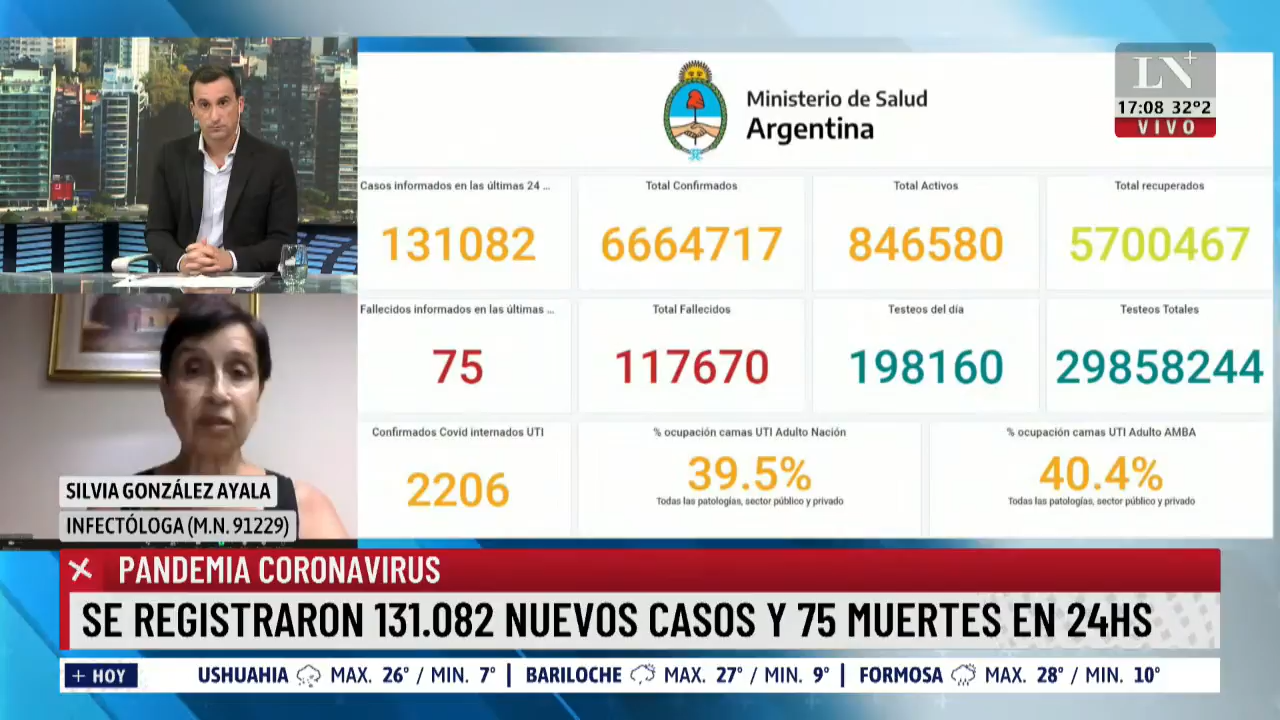 Ministerio de Salud
Argentina
LN+
17:08 32°2
VIVO
Casos informados en las últimas 24 ...
131082
Total Confirmados
6664717
Total Activos
846580
Total recuperados
5700467
Fallecidos informados en las últimas ...
75
Total Fallecidos
117670
Testeos del día
198160
Testeos Totales
29858244
Confirmados Covid internados UTI
2206
% ocupación camas UTI Adulto Nación
39.5%
Todas las patologías, sector público y privado
% ocupación camas UTI Adulto AMBA
40.4%
Todas las patologías, sector público y privado
SILVIA GONZÁLEZ AYALA
INFECTÓLOGA (M.N. 91229)
PANDEMIA CORONAVIRUS
SE REGISTRARON 131.082 NUEVOS CASOS Y 75 MUERTES EN 24HS
+ HOY USHUAHIA MAX. 26° / MIN. 7° | BARILOCHE MAX. 27° / MIN. 9° | FORMOSA MAX. 28° / MIN. 10°